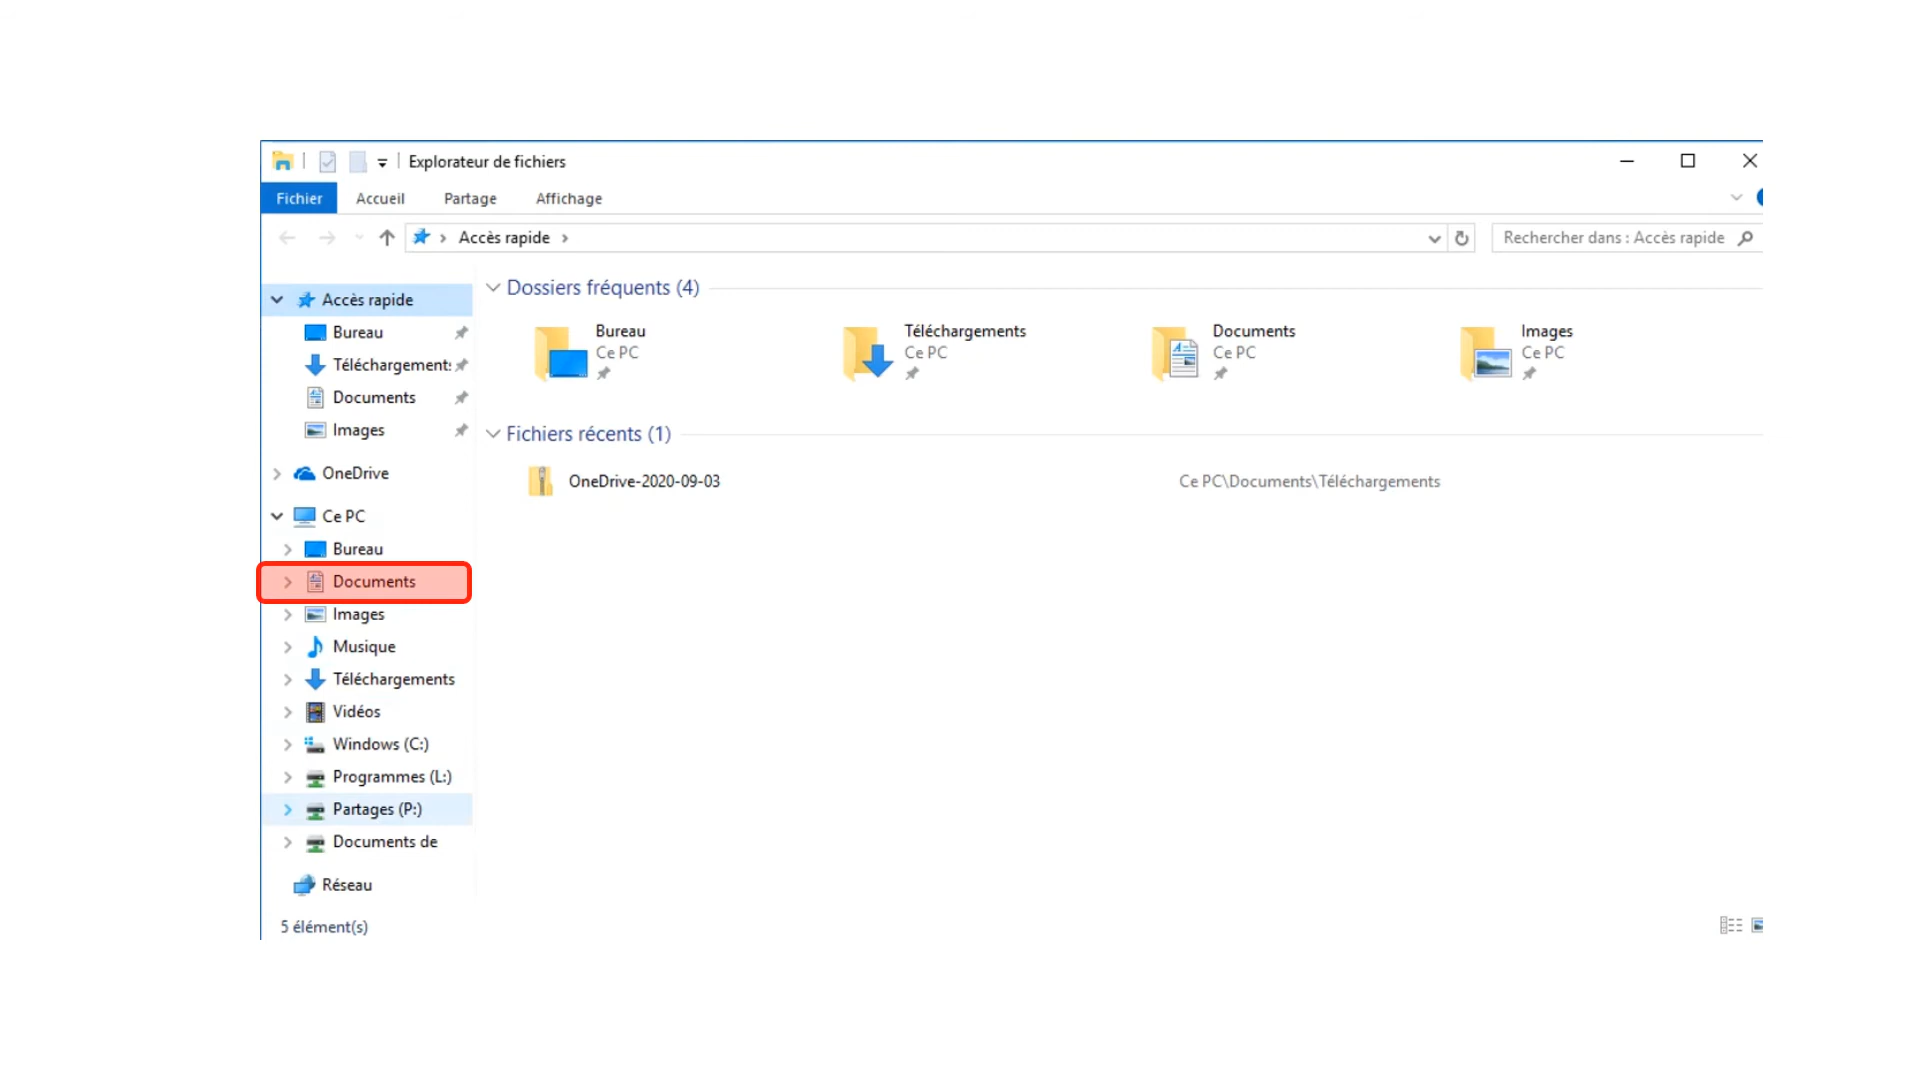 Explorateur de fichiers
Fichier Accueil Partage Affichage
Accès rapide Rechercher dans : Accès rapide
Accès rapide
Bureau
Téléchargements
Documents
Images
OneDrive
Ce PC
Bureau
Documents
Images
Musique
Téléchargements
Vidéos
Windows (C:)
Programmes (L:)
Partages (P:)
Documents de
Réseau
Dossiers fréquents (4)
Bureau
Ce PC
Téléchargements
Ce PC
Documents
Ce PC
Images
Ce PC
Fichiers récents (1)
OneDrive-2020-09-03 Ce PC\Documents\Téléchargements
5 élément(s)